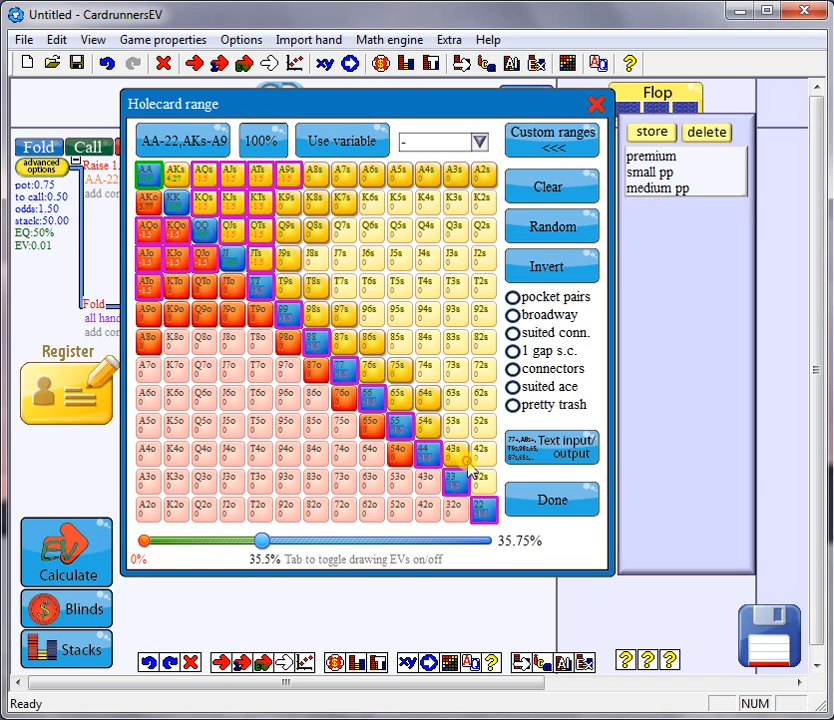 Untitled - CardrunnersEV
File Edit View Game properties Options Import hand Math engine Extra Help
Holecard range
Flop
Fold Call
advanced options
Raise 1
AA-22
add co
pot:0.75
to call:0.50
odds:1.50
stack:50.00
EQ:50%
EV:0.01
Fold
all hand
add co
Register
EV
Calculate
Blinds
Stacks
AA-22,AKs-A9 100% Use variable -
Custom ranges
<<<
Clear
Random
Invert
pocket pairs
broadway
suited conn.
1 gap s.c.
connectors
suited ace
pretty trash
Text input/
output
Done
store delete
premium
small pp
medium pp
AA AKs AQs AJs ATs A9s A8s A7s A6s A5s A4s A3s A2s
AKo KK KQs KJs KTs K9s K8s K7s K6s K5s K4s K3s K2s
AQo KQo QQ QJs QTs Q9s Q8s Q7s Q6s Q5s Q4s Q3s Q2s
AJo KJo QJo JJ JTs J9s J8s J7s J6s J5s J4s J3s J2s
ATo KTo QTo JTo TT T9s T8s T7s T6s T5s T4s T3s T2s
A9o K9o Q9o J9o T9o 99 98s 97s 96s 95s 94s 93s 92s
A8o K8o Q8o J8o T8o 98o 88 87s 86s 85s 84s 83s 82s
A7o K7o Q7o J7o T7o 97o 87o 77 76s 75s 74s 73s 72s
A6o K6o Q6o J6o T6o 96o 86o 76o 66 65s 64s 63s 62s
A5o K5o Q5o J5o T5o 95o 85o 75o 65o 55 54s 53s 52s
A4o K4o Q4o J4o T4o 94o 84o 74o 64o 54o 44 43s 42s
A3o K3o Q3o J3o T3o 93o 83o 73o 63o 53o 43o 33
A2o K2o Q2o J2o T2o 92o 82o 72o 62o 52o 42o 32o 22
35.75%
0% 35.5% Tab to toggle drawing EVs on/off
Ready NUM